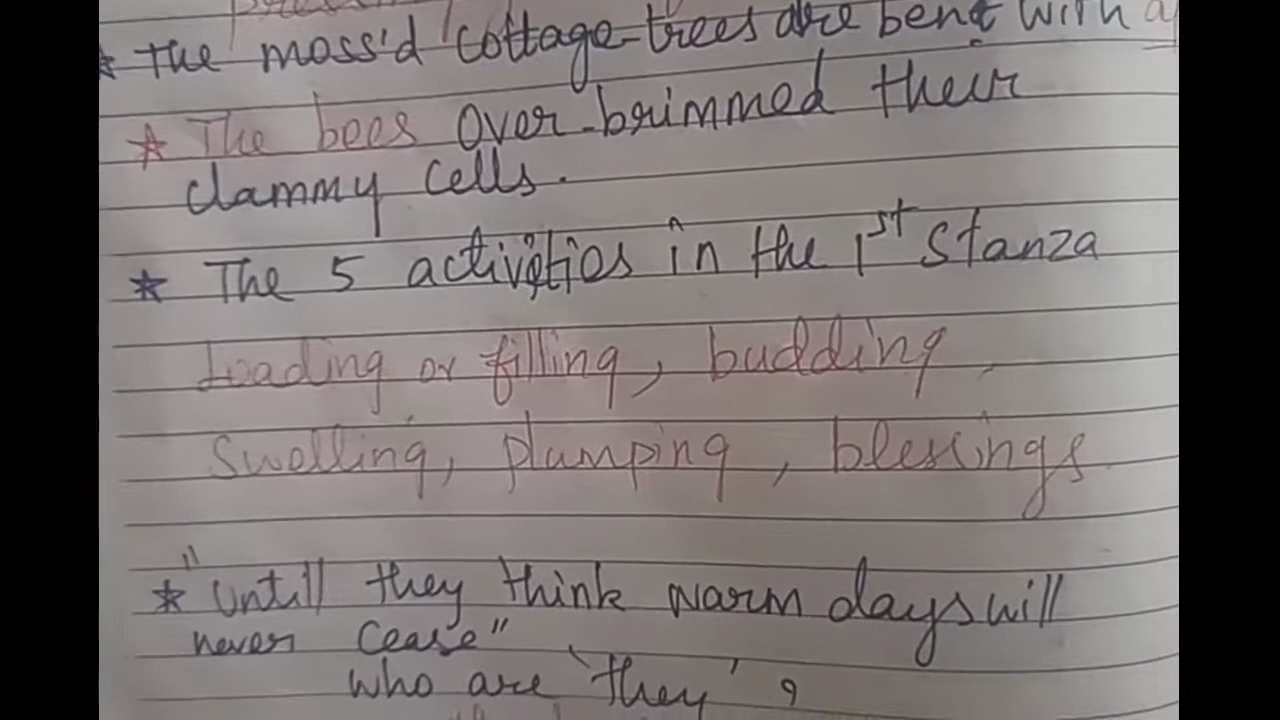 * The moss'd cottage-trees are bent with
* The bees over-brimmed their
clammy cells.
* The 5 activities in the 1st Stanza
Loading or filling, budding,
Swelling, plumping, blessings
* "Untill they think warm days will
never cease"
Who are 'they' ?